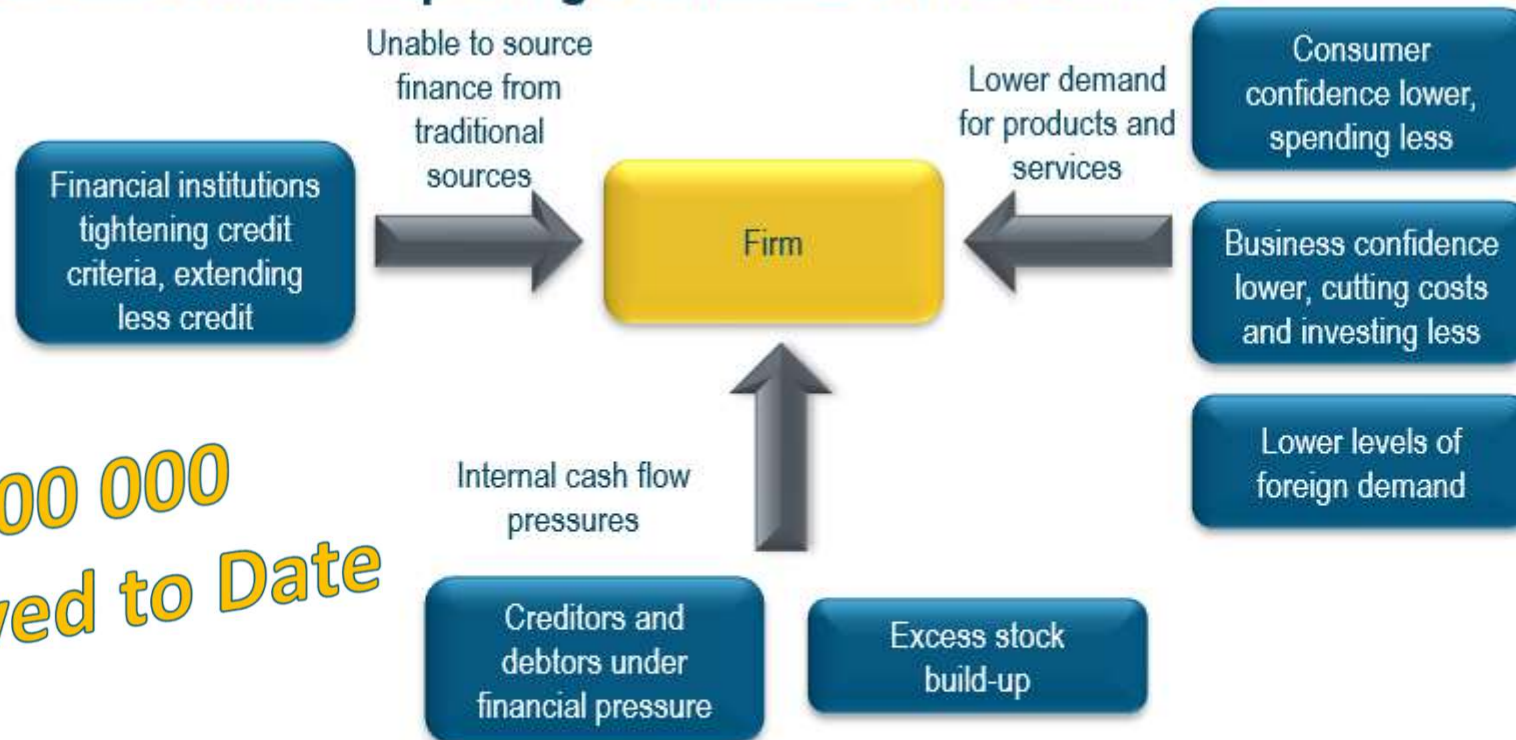 Unable to source
finance from
traditional
sources
Financial institutions
tightening credit
criteria, extending
less credit
Firm
Lower demand
for products and
services
Consumer
confidence lower,
spending less
Business confidence
lower, cutting costs
and investing less
Lower levels of
foreign demand
00 000
to Date
Internal cash flow
pressures
Creditors and
debtors under
financial pressure
Excess stock
build-up